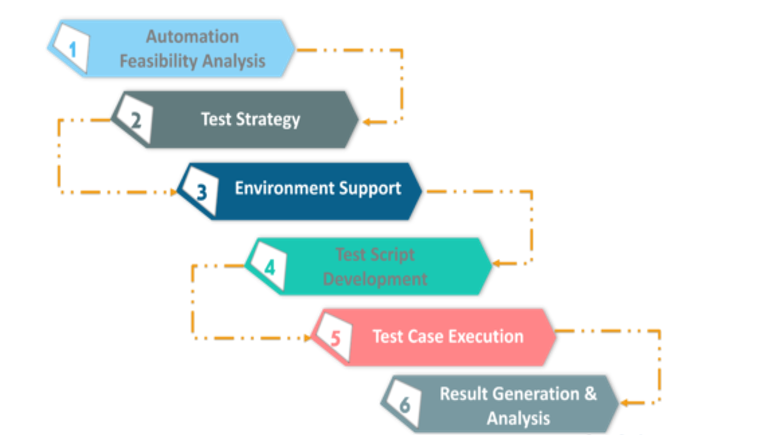 1
Automation
Feasibility Analysis
2
Test Strategy
3
Environment Support
4
Test Script
Development
5
Test Case Execution
6
Result Generation &
Analysis